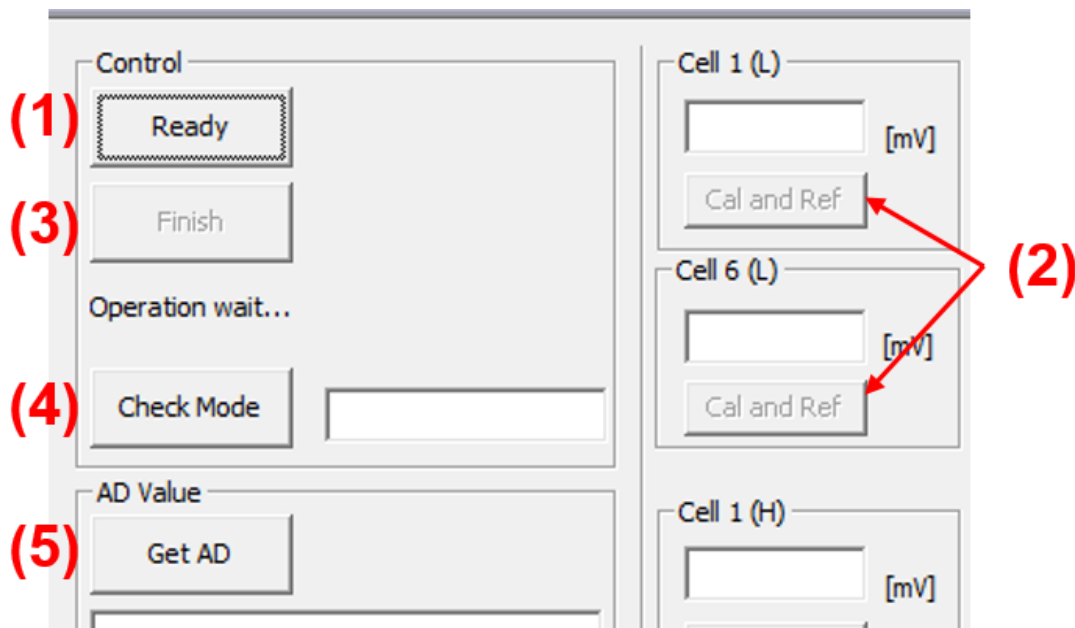 Control
(1) Ready
(3) Finish
Operation wait...
(4) Check Mode
AD Value
(5) Get AD
Cell 1 (L)
[mV]
Cal and Ref
(2)
Cell 6 (L)
[mV]
Cal and Ref
Cell 1 (H)
[mV]